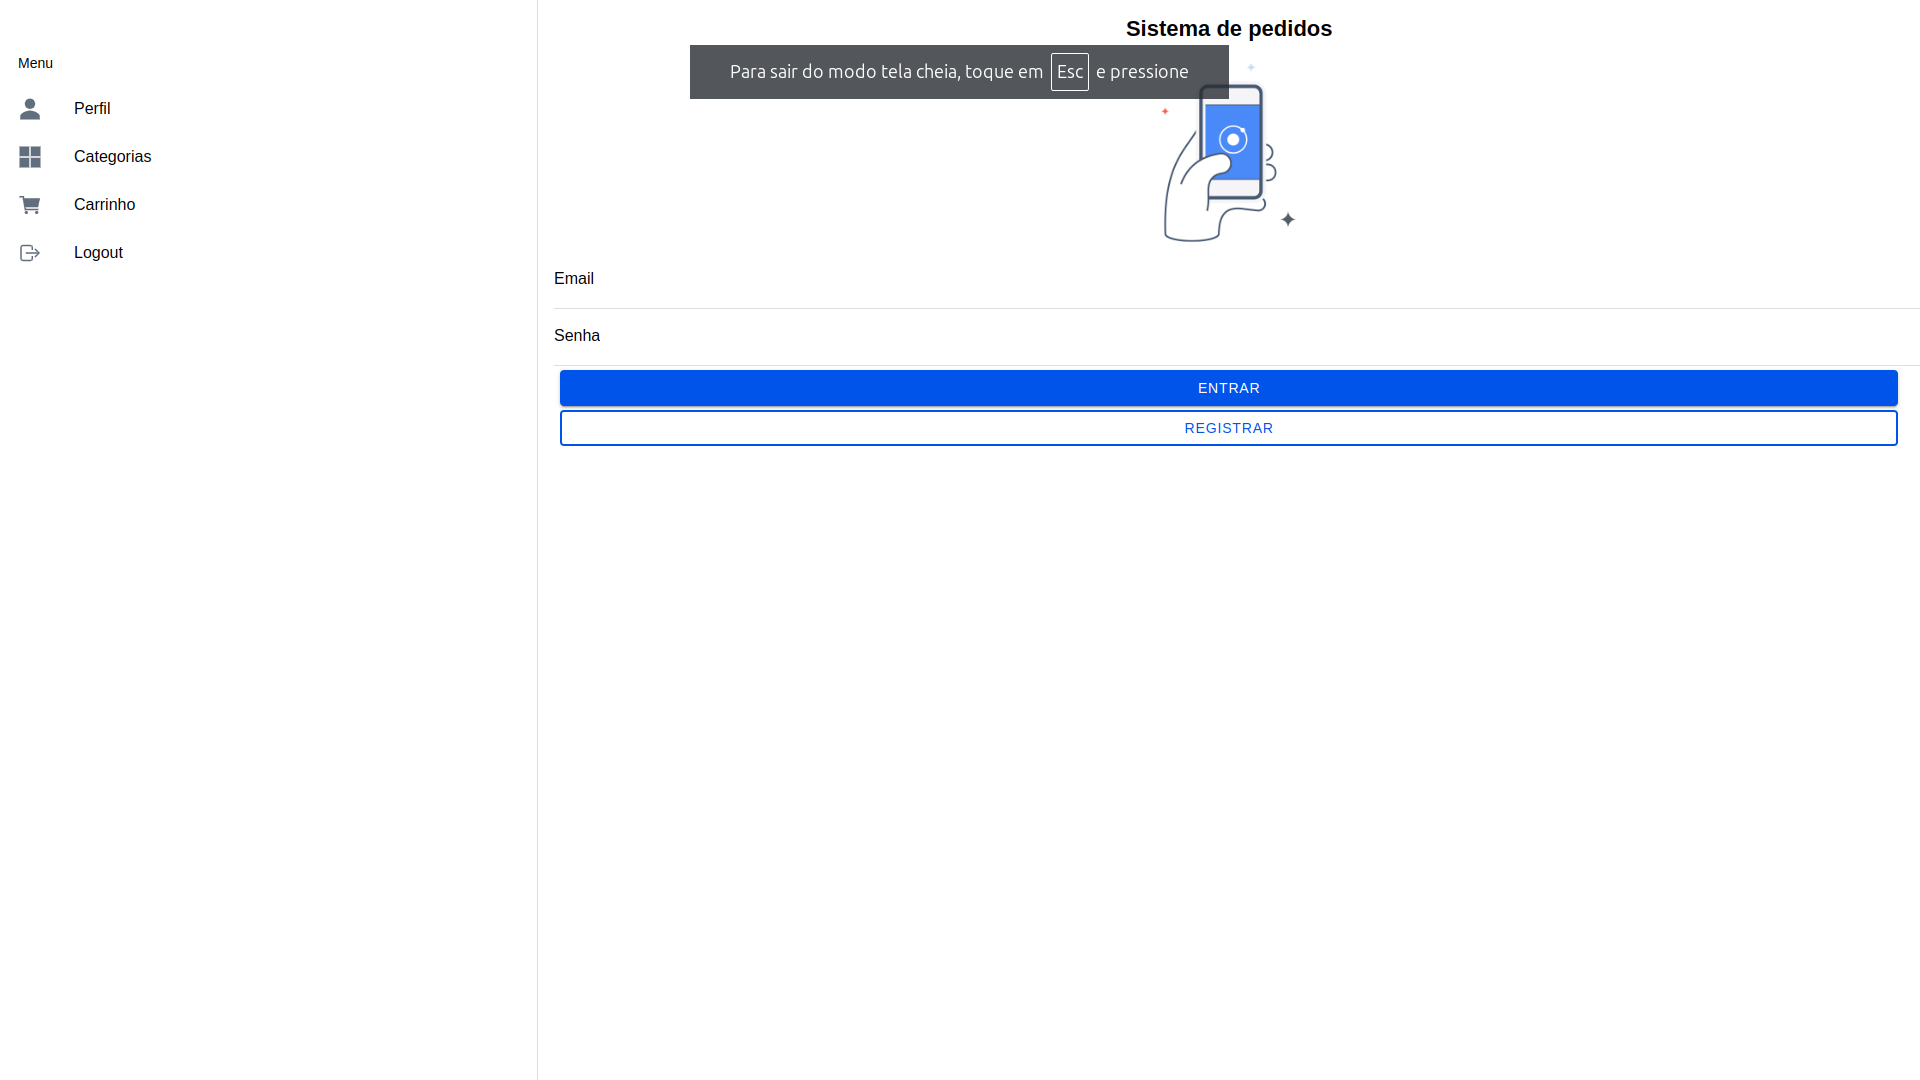 Menu
Perfil
Categorias
Carrinho
Logout
Sistema de pedidos
Para sair do modo tela cheia, toque em Esc e pressione
Email
Senha
ENTRAR
REGISTRAR